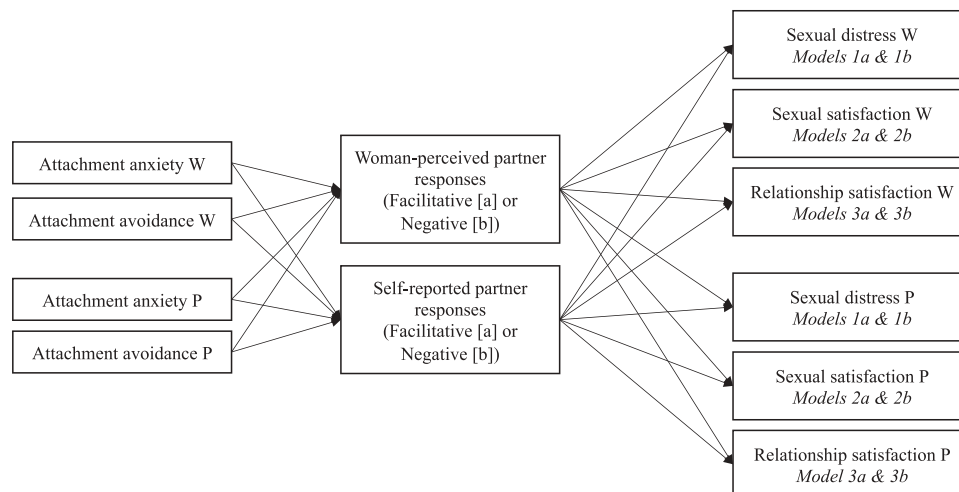 Attachment anxiety W
Attachment avoidance W
Attachment anxiety P
Attachment avoidance P
Woman-perceived partner
responses
(Facilitative [a] or
Negative [b])
Self-reported partner
responses
(Facilitative [a] or
Negative [b])
Sexual distress W
Models 1a & 1b
Sexual satisfaction W
Models 2a & 2b
Relationship satisfaction W
Models 3a & 3b
Sexual distress P
Models 1a & 1b
Sexual satisfaction P
Models 2a & 2b
Relationship satisfaction P
Model 3a & 3b